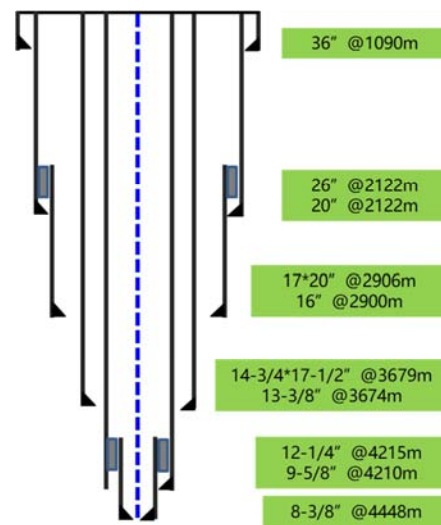 36" @1090m
26" @2122m
20" @2122m
17*20" @2906m
16" @2900m
14-3/4*17-1/2" @3679m
13-3/8" @3674m
12-1/4" @4215m
9-5/8" @4210m
8-3/8" @4448m